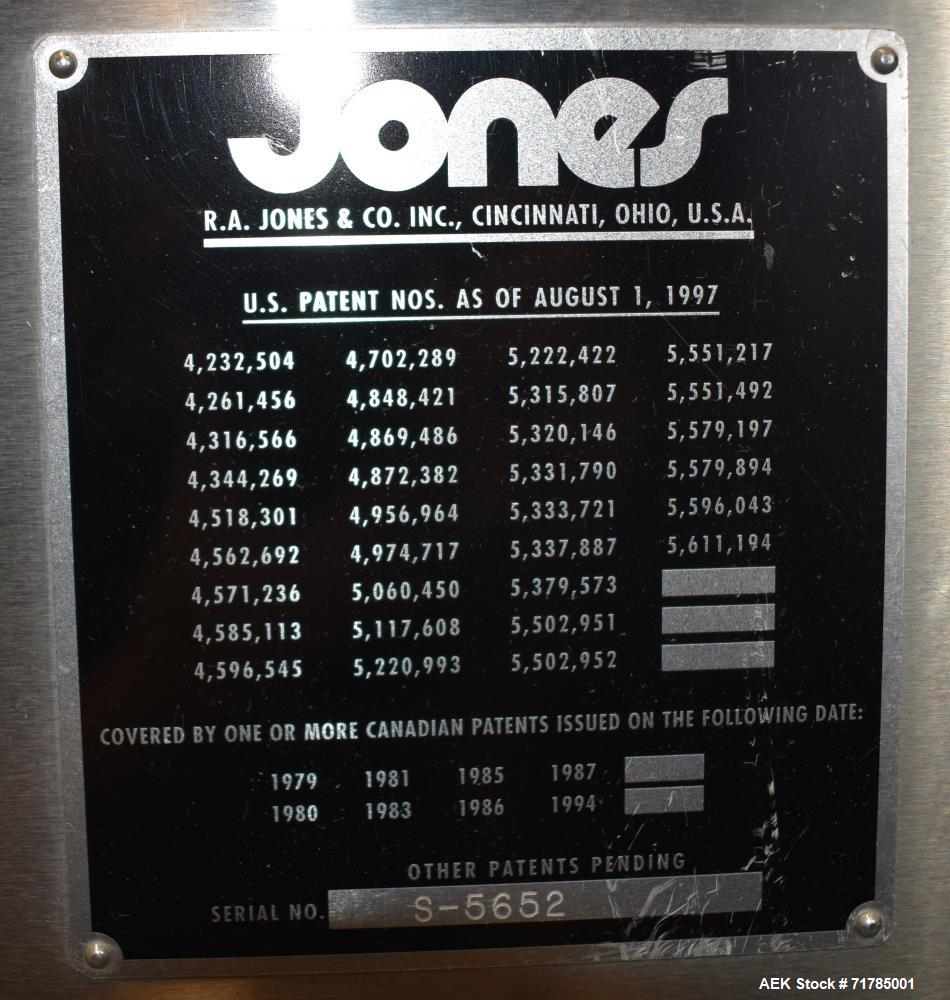 Jones
R.A. JONES & CO. INC., CINCINNATI, OHIO, U.S.A.
U.S. PATENT NOS. AS OF AUGUST 1, 1997
4,232,504 4,702,289 5,222,422 5,551,217
4,261,456 4,848,421 5,315,807 5,551,492
4,316,566 4,869,486 5,320,146 5,579,197
4,344,269 4,872,382 5,331,790 5,579,894
4,518,301 4,956,964 5,333,721 5,596,043
4,562,692 4,974,717 5,337,887 5,611,194
4,571,236 5,060,450 5,379,573
4,585,113 5,117,608 5,502,951
4,596,545 5,220,993 5,502,952
COVERED BY ONE OR MORE CANADIAN PATENTS ISSUED ON THE FOLLOWING DATE:
1979 1981 1985 1987
1980 1983 1986 1994
OTHER PATENTS PENDING
SERIAL NO. S-5652
AEK Stock # 71785001